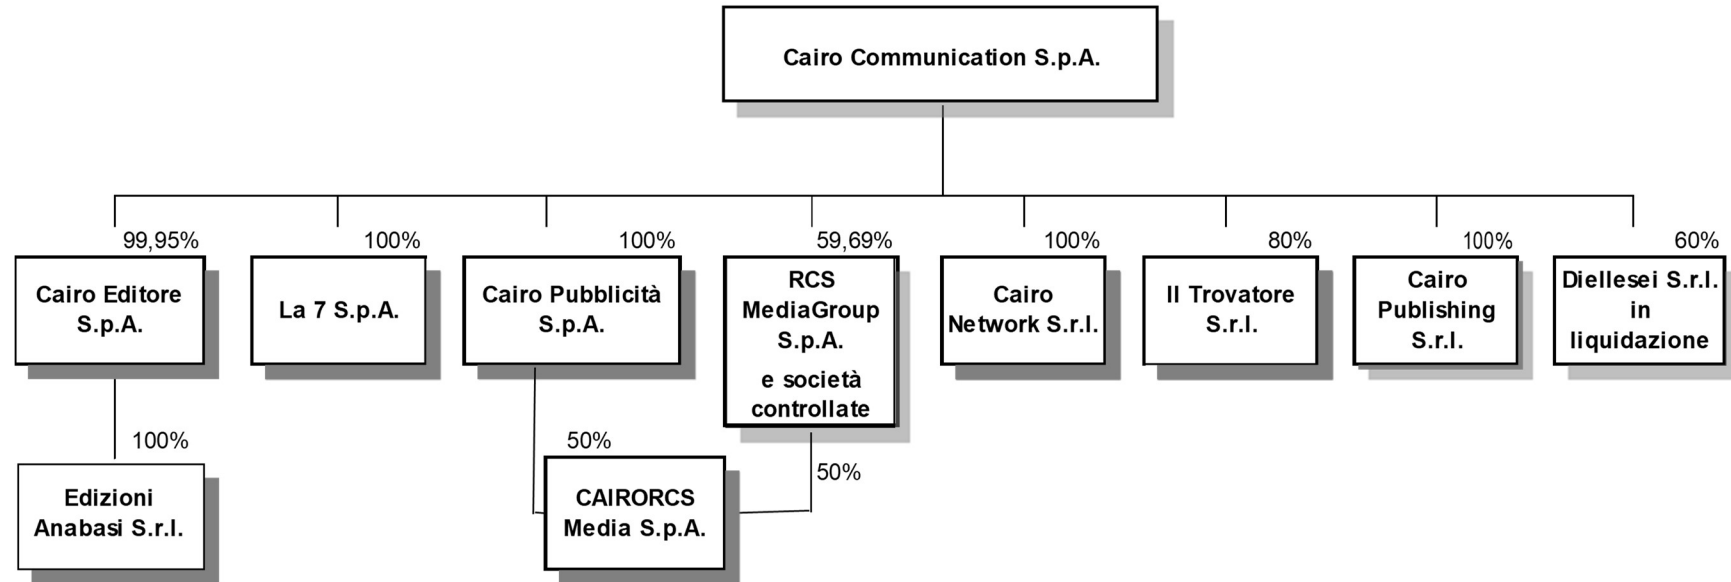 Cairo Communication S.p.A.
99,95%
100%
100%
59,69%
100%
80%
100%
60%
Cairo Editore
S.p.A.
La 7 S.p.A.
Cairo Pubblicità
S.p.A.
RCS
MediaGroup
S.p.A.
e società
controllate
Cairo
Network S.r.l.
Il Trovatore
S.r.l.
Cairo
Publishing
S.r.l.
Diellesei S.r.l.
in
liquidazione
100%
50%
50%
Edizioni
Anabasi S.r.l.
CAIRORCS
Media S.p.A.